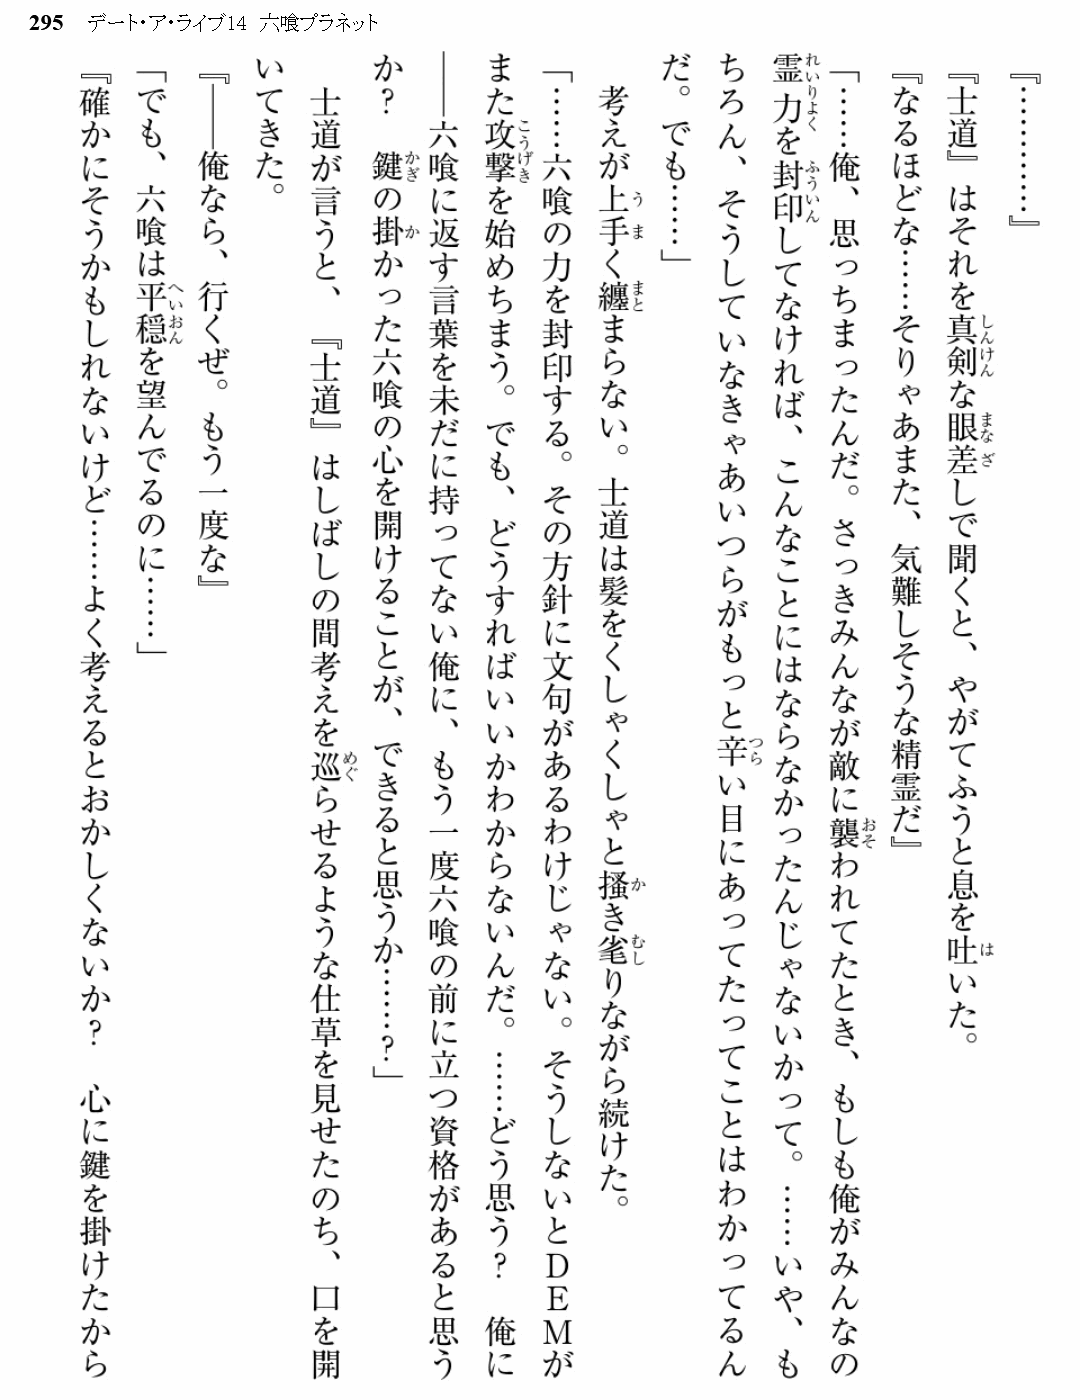 295 デート・ア・ライブ14 六喰プラネット
『…………』
『士道』はそれを真剣な眼差しで聞くと、やがてふうと息を吐いた。
『なるほどな……そりゃあまた、気難しそうな精霊だ』
「……俺、思っちまったんだ。さっきみんなが敵に襲われてたとき、もしも俺がみんなの
霊力を封印してなければ、こんなことにはならなかったんじゃないかって。……いや、も
ちろん、そうしていなきゃあいつらがもっと辛い目にあってたってことはわかってるん
だ。でも……」
考えが上手く纏まらない。士道は髪をくしゃくしゃと掻き毟りながら続けた。
「……六喰の力を封印する。その方針に文句があるわけじゃない。そうしないとＤＥＭが
また攻撃を始めちまう。でも、どうすればいいかわからないんだ。……どう思う？　俺に
――六喰に返す言葉を未だに持ってない俺に、もう一度六喰の前に立つ資格があると思う
か？　鍵の掛かった六喰の心を開けることが、できると思うか……？」
士道が言うと、『士道』はしばしの間考えを巡らせるような仕草を見せたのち、口を開
いてきた。
『――俺なら、行くぜ。もう一度な』
「でも、六喰は平穏を望んでるのに……」
『確かにそうかもしれないけど……よく考えるとおかしくないか？　心に鍵を掛けたから